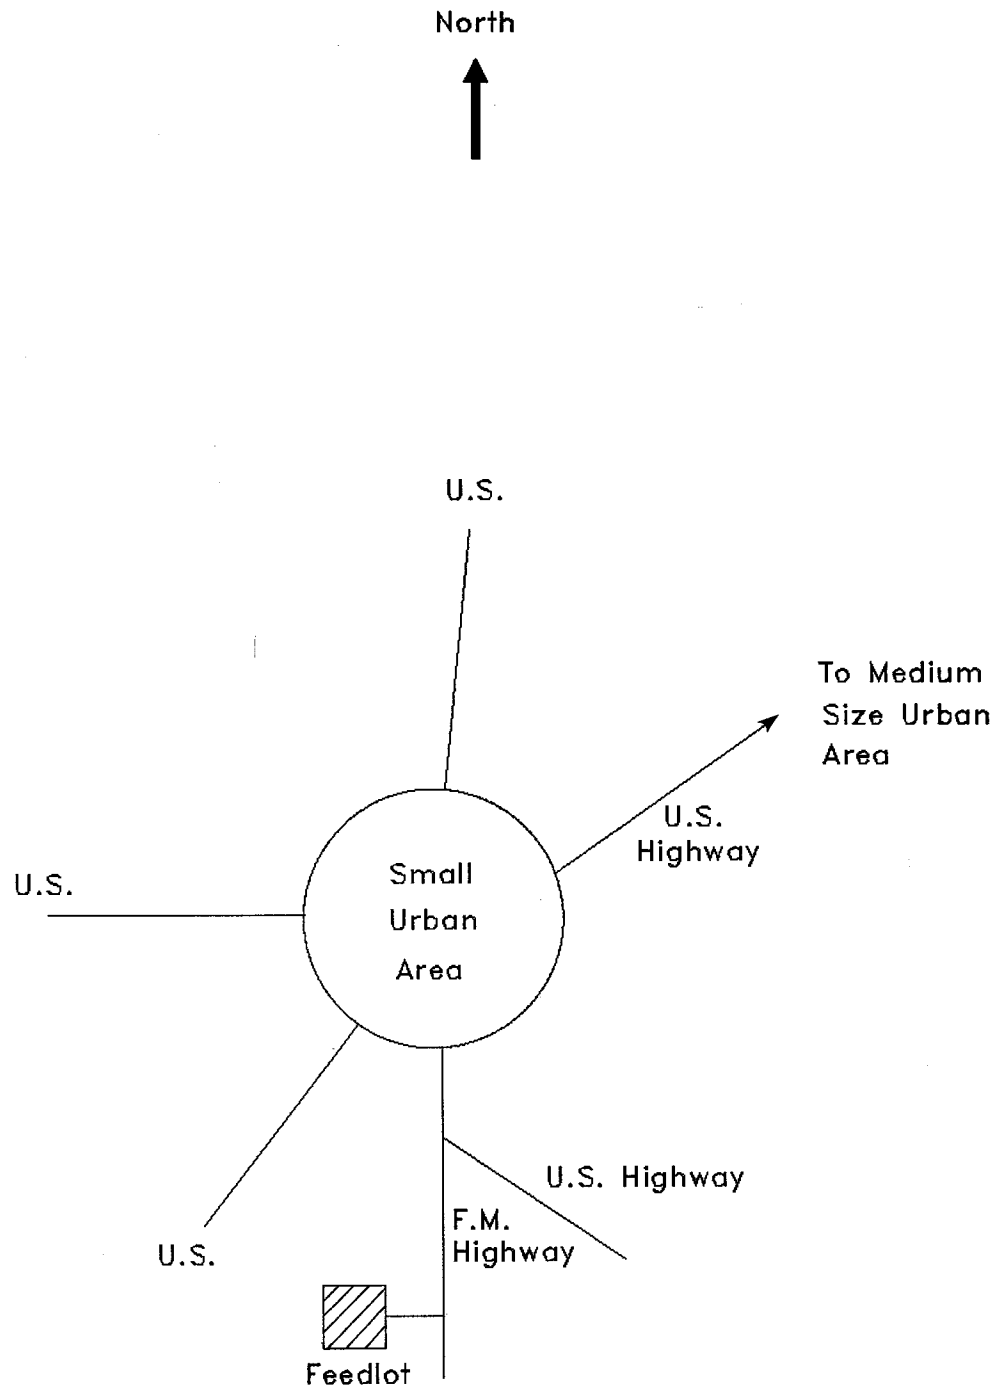 North
U.S.
To Medium
Size Urban
Area
U.S.
Highway
Small
Urban
Area
U.S.
U.S. Highway
F.M.
Highway
U.S.
Feedlot